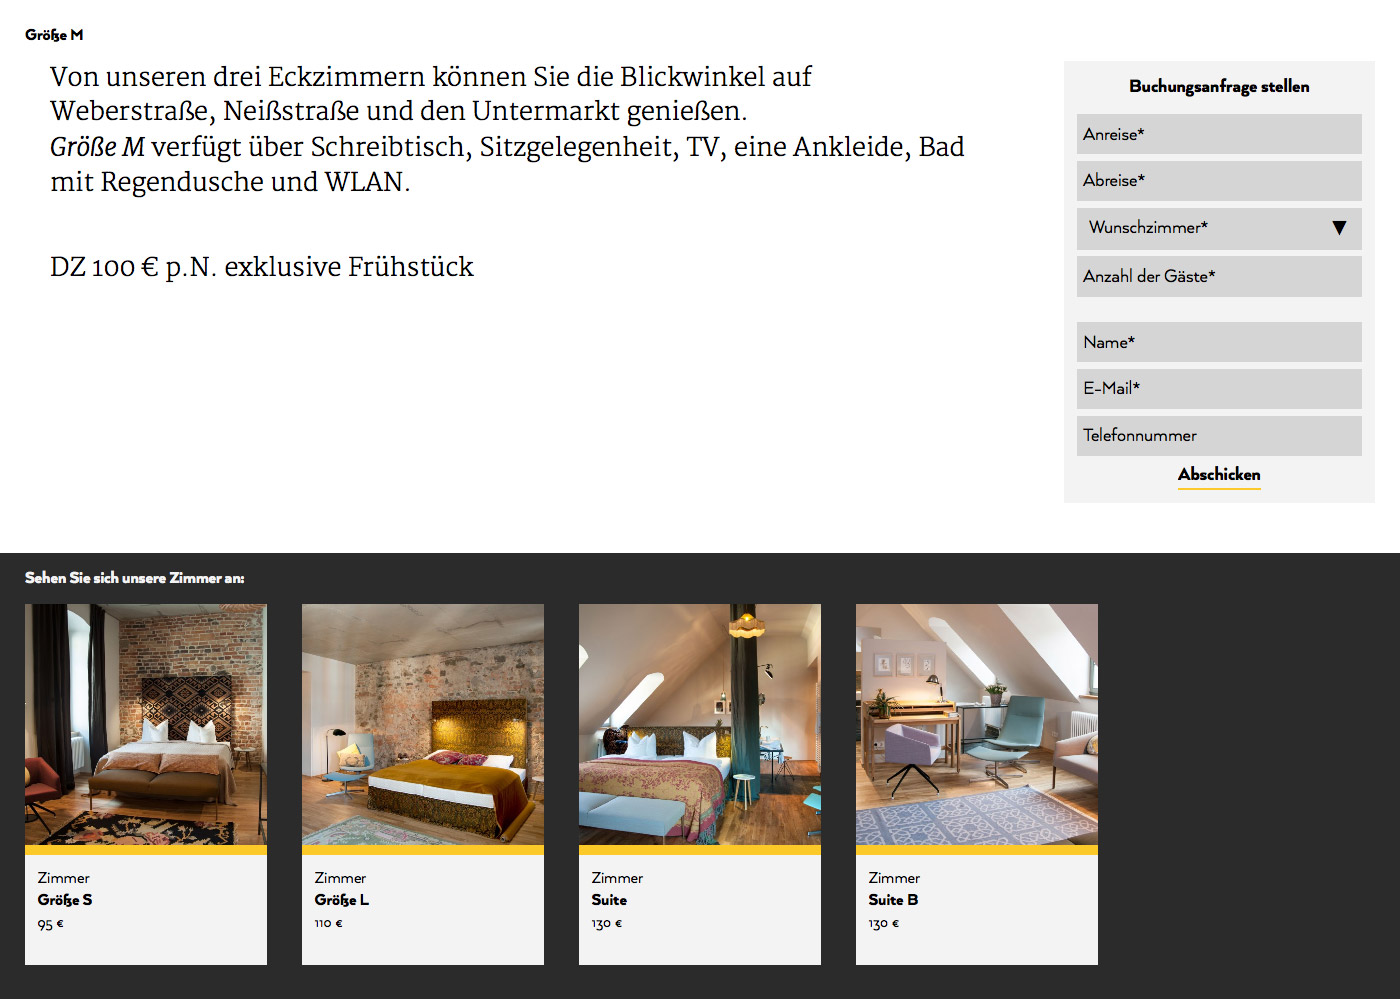 Größe M
Von unseren drei Eckzimmern können Sie die Blickwinkel auf
Weberstraße, Neißstraße und den Untermarkt genießen.
Größe M verfügt über Schreibtisch, Sitzgelegenheit, TV, eine Ankleide, Bad
mit Regendusche und WLAN.
DZ 100 € p.N. exklusive Frühstück
Buchungsanfrage stellen
Anreise*
Abreise*
Wunschzimmer* ▼
Anzahl der Gäste*
Name*
E-Mail*
Telefonnummer
Abschicken
Sehen Sie sich unsere Zimmer an:
Zimmer
Größe S
95 €
Zimmer
Größe L
110 €
Zimmer
Suite
130 €
Zimmer
Suite B
130 €